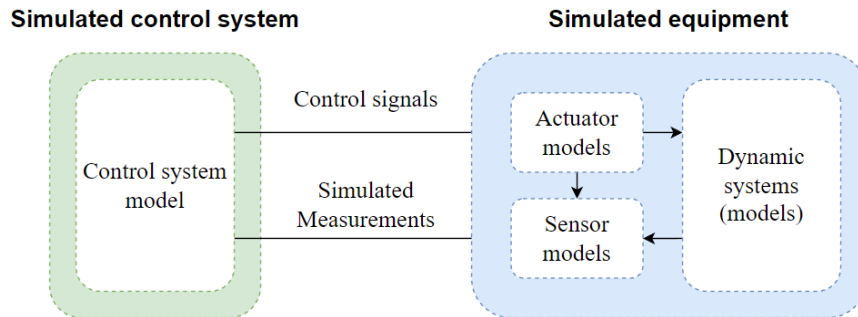 Simulated control system
Simulated equipment
Control signals
Control system
model
Simulated
Measurements
Actuator
models
Sensor
models
Dynamic
systems
(models)